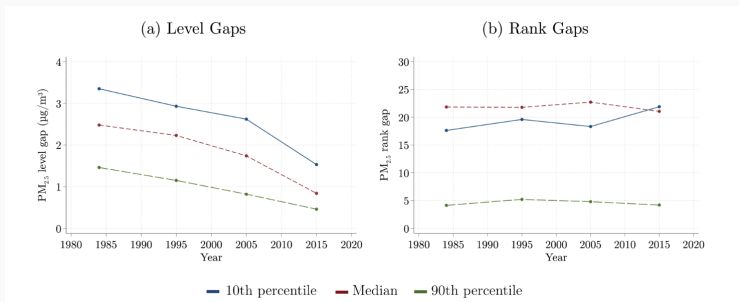 (a) Level Gaps
PM2.5 level gap (μg/m³)
4
3
2
1
0
1980 1985 1990 1995 2000 2005 2010 2015 2020
Year
(b) Rank Gaps
PM2.5 rank gap
30
25
20
15
10
5
0
1980 1985 1990 1995 2000 2005 2010 2015 2020
Year
10th percentile Median 90th percentile